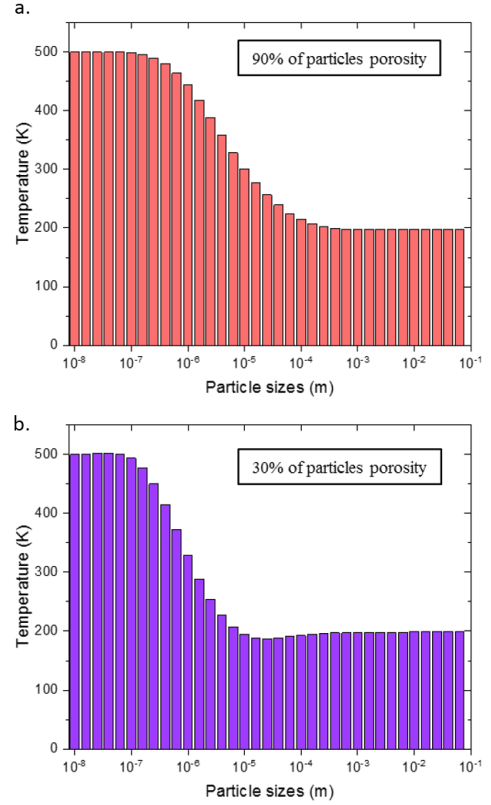 a.
90% of particles porosity
Temperature (K)
500
400
300
200
100
0
10⁻⁸ 10⁻⁷ 10⁻⁶ 10⁻⁵ 10⁻⁴ 10⁻³ 10⁻² 10⁻¹
Particle sizes (m)
b.
30% of particles porosity
Temperature (K)
500
400
300
200
100
0
10⁻⁸ 10⁻⁷ 10⁻⁶ 10⁻⁵ 10⁻⁴ 10⁻³ 10⁻² 10⁻¹
Particle sizes (m)